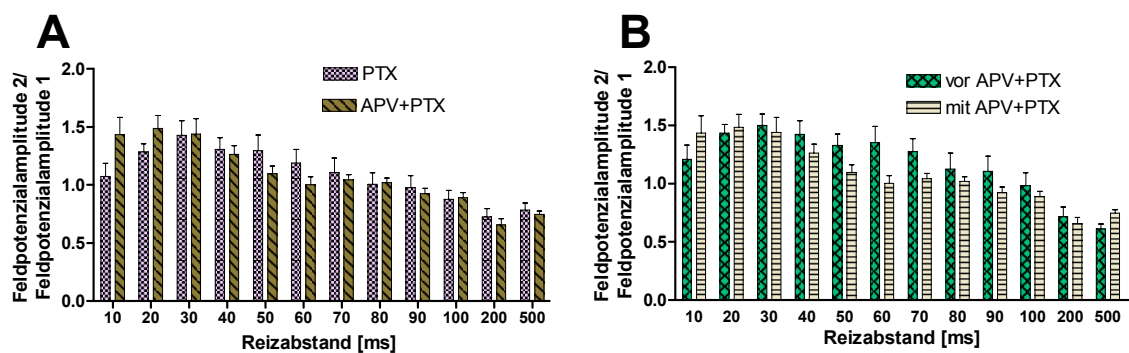 A
Feldpotenzialamplitude 2/
Feldpotenzialamplitude 1
2.0
1.5
1.0
0.5
0.0
PTX
APV+PTX
10 20 30 40 50 60 70 80 90 100 200 500
Reizabstand [ms]
B
Feldpotenzialamplitude 2/
Feldpotenzialamplitude 1
2.0
1.5
1.0
0.5
0.0
vor APV+PTX
mit APV+PTX
10 20 30 40 50 60 70 80 90 100 200 500
Reizabstand [ms]